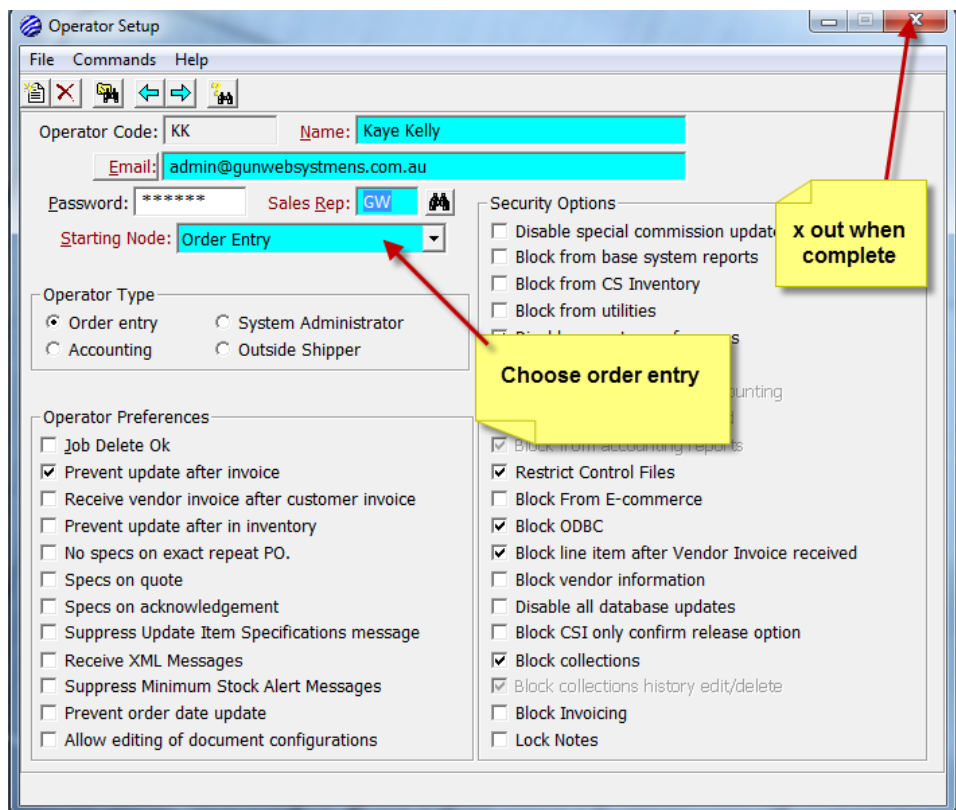 Operator Setup
File Commands Help
Operator Code: KK Name: Kaye Kelly
Email: admin@gunwebsystmens.com.au
Password: ****** Sales Rep: GW
Starting Node: Order Entry
Operator Type
Order entry System Administrator
Accounting Outside Shipper
Operator Preferences
Job Delete Ok
Prevent update after invoice
Receive vendor invoice after customer invoice
Prevent update after in inventory
No specs on exact repeat PO.
Specs on quote
Specs on acknowledgement
Suppress Update Item Specifications message
Receive XML Messages
Suppress Minimum Stock Alert Messages
Prevent order date update
Allow editing of document configurations
Security Options
Disable special commission update
Block from base system reports
Block from CS Inventory
Block from utilities
Block from accounting reports
Restrict Control Files
Block From E-commerce
Block ODBC
Block line item after Vendor Invoice received
Block vendor information
Disable all database updates
Block CSI only confirm release option
Block collections
Block collections history edit/delete
Block Invoicing
Lock Notes
x out when
complete
Choose order entry